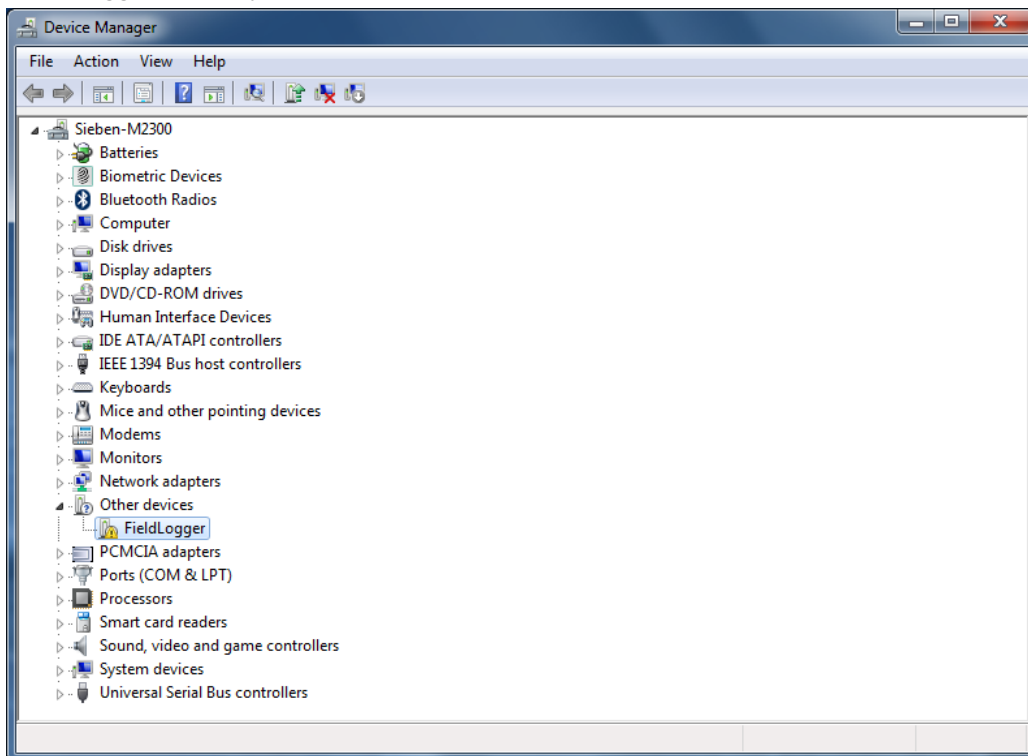 Device Manager
File Action View Help
Sieben-M2300
Batteries
Biometric Devices
Bluetooth Radios
Computer
Disk drives
Display adapters
DVD/CD-ROM drives
Human Interface Devices
IDE ATA/ATAPI controllers
IEEE 1394 Bus host controllers
Keyboards
Mice and other pointing devices
Modems
Monitors
Network adapters
Other devices
FieldLogger
PCMCIA adapters
Ports (COM & LPT)
Processors
Smart card readers
Sound, video and game controllers
System devices
Universal Serial Bus controllers